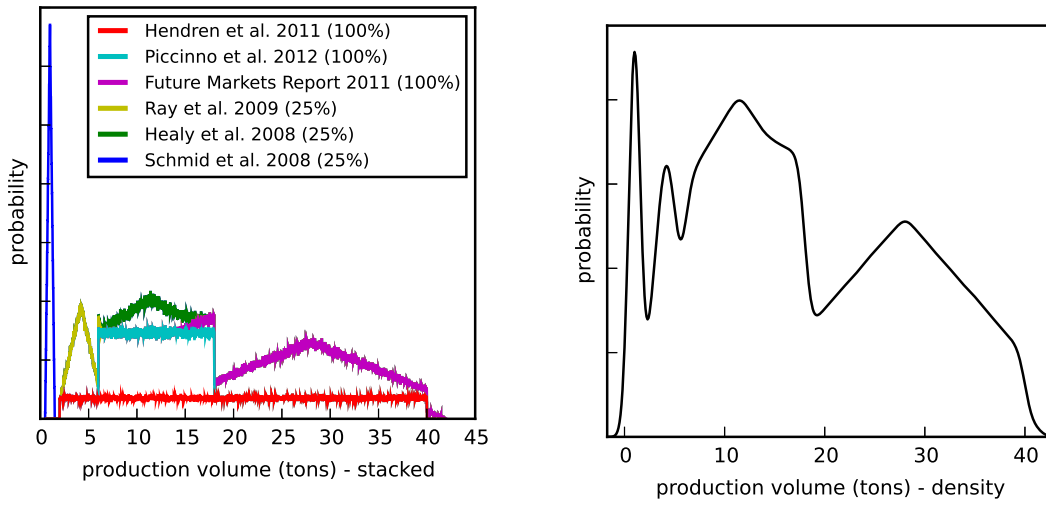 Hendren et al. 2011 (100%)
Piccinno et al. 2012 (100%)
Future Markets Report 2011 (100%)
Ray et al. 2009 (25%)
Healy et al. 2008 (25%)
Schmid et al. 2008 (25%)
probability
0 5 10 15 20 25 30 35 40 45
production volume (tons) - stacked
probability
0 10 20 30 40
production volume (tons) - density